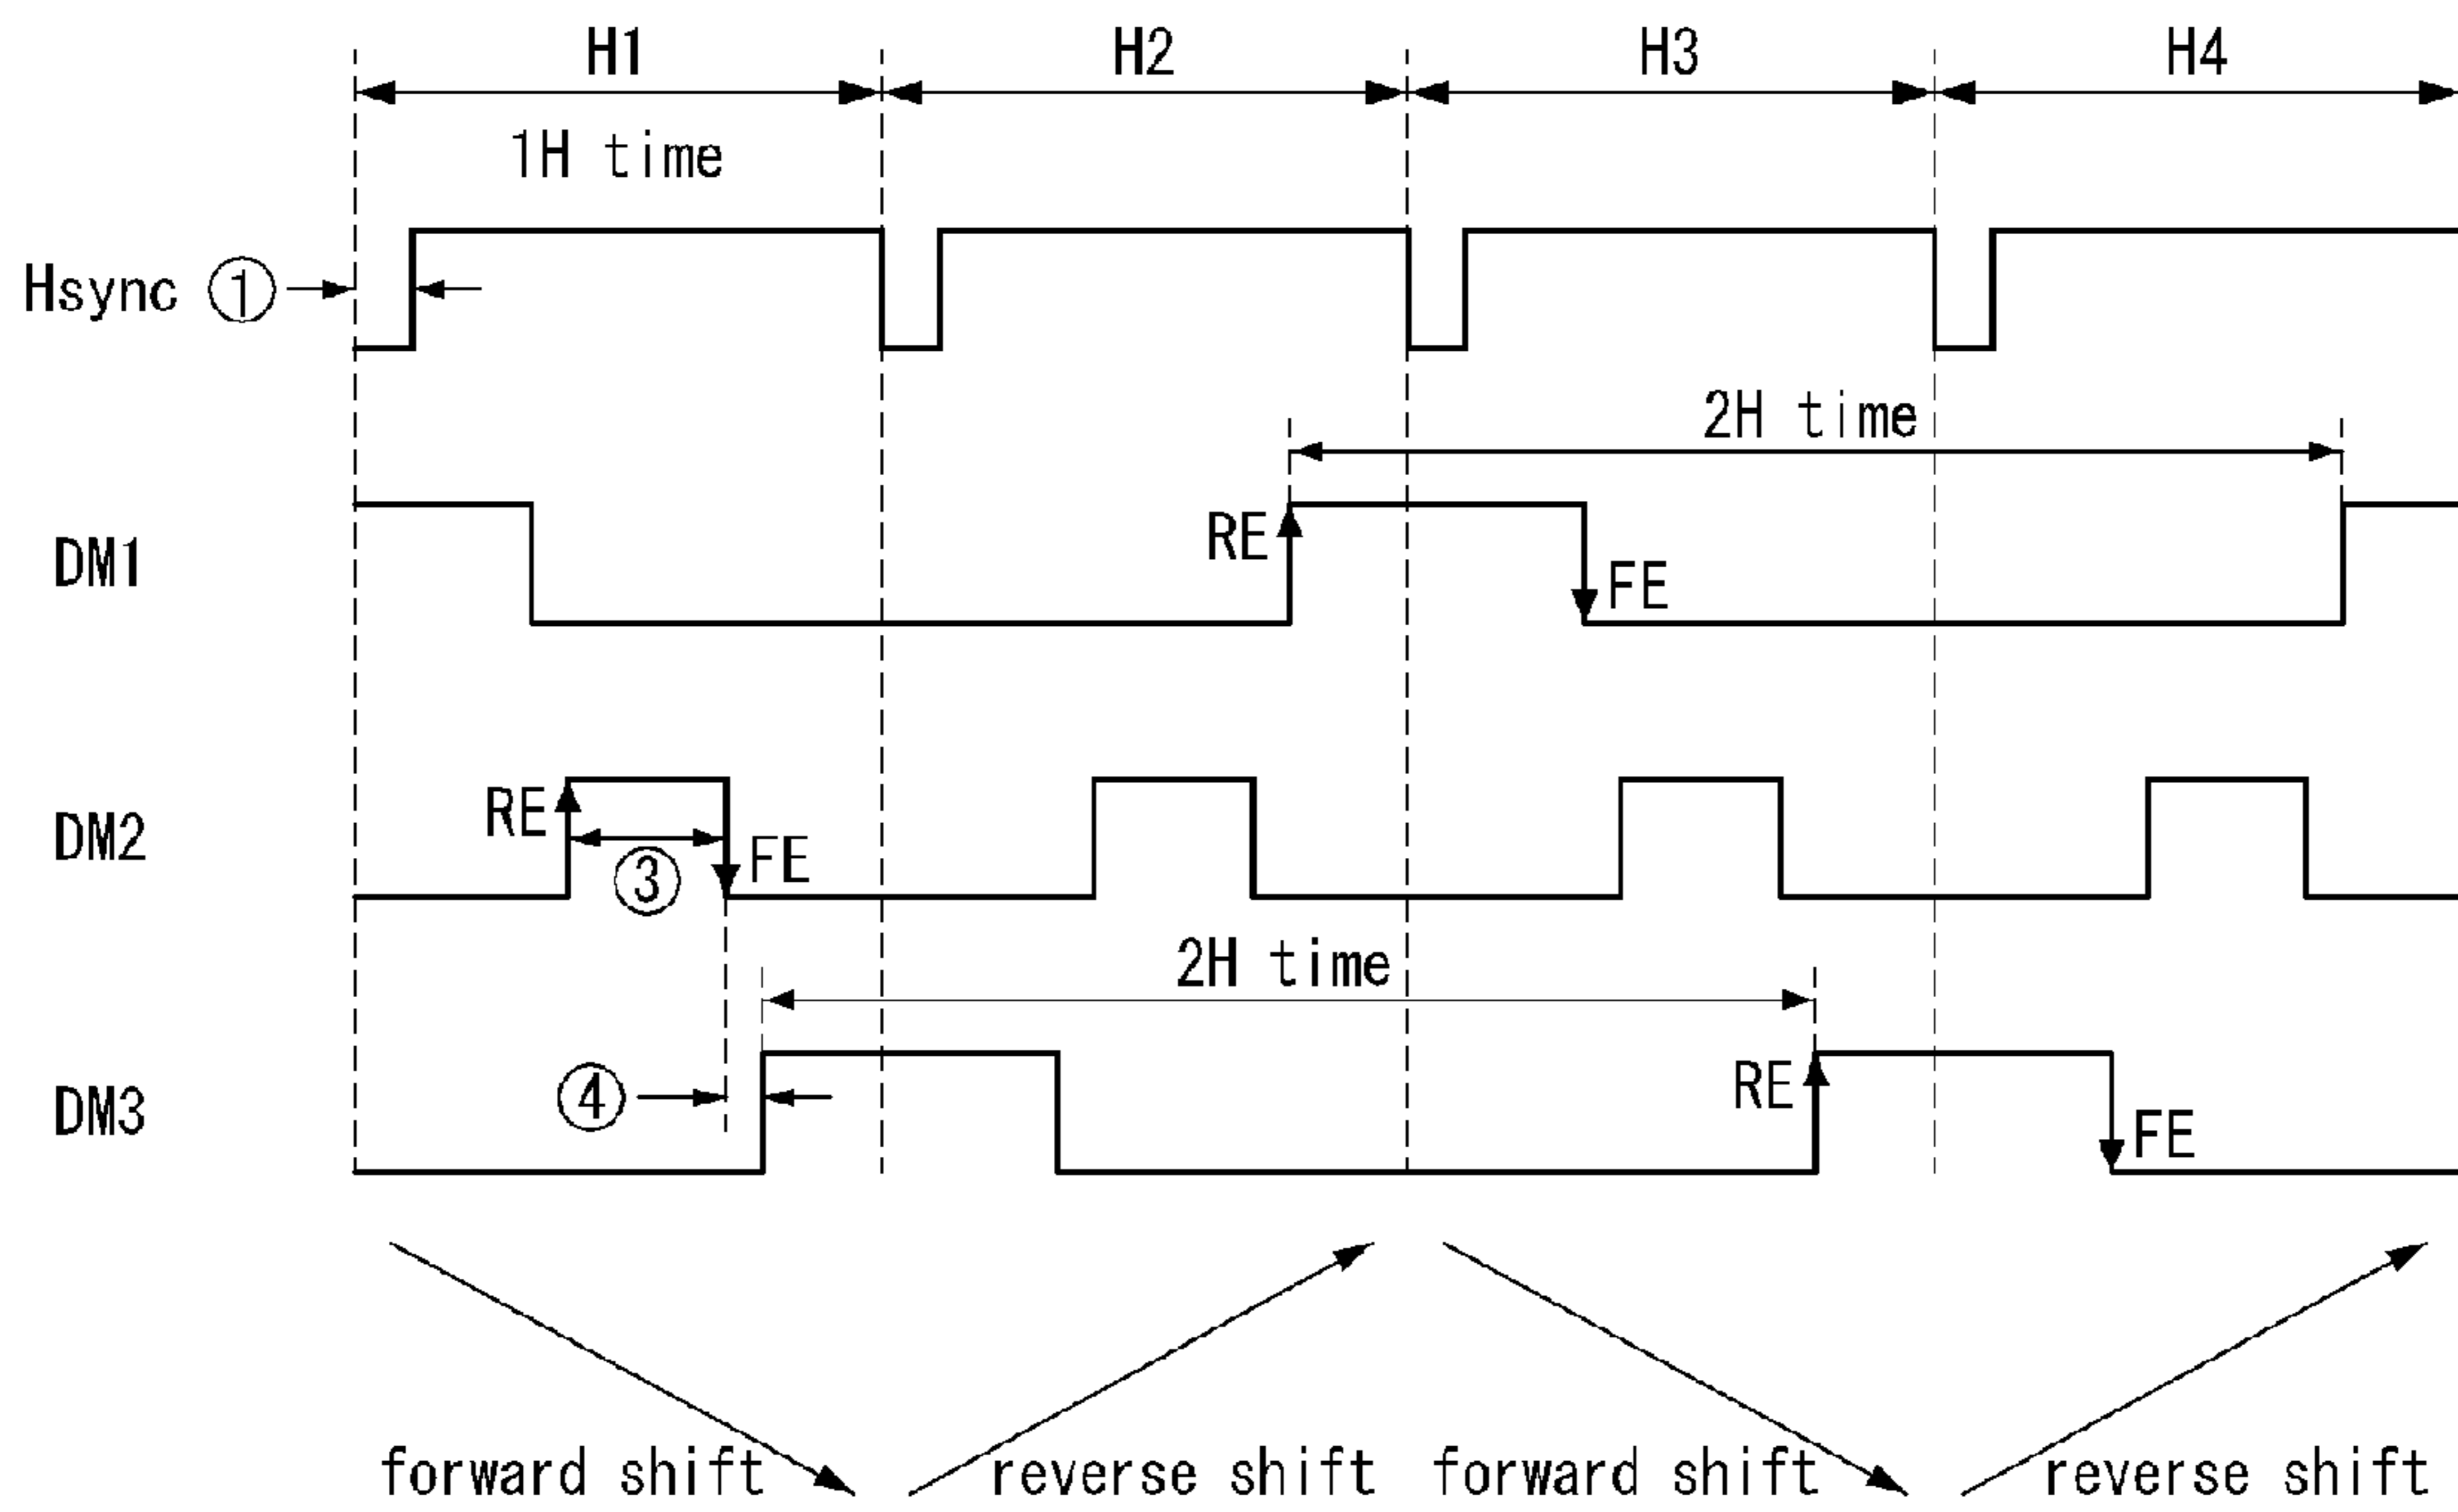 H1 H2 H3 H4
1H time
Hsync ①
2H time
RE
DM1
FE
RE
DM2
FE
③
2H time
RE
④
DM3
FE
forward shift reverse shift forward shift reverse shift